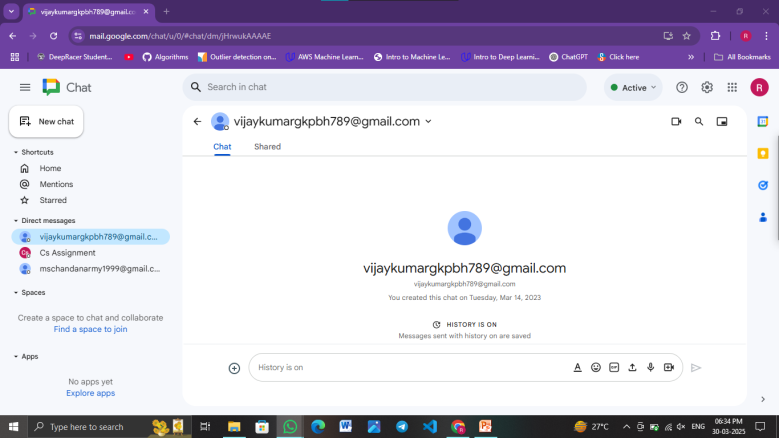 vijaykumargkpbh789@gmail.co
mail.google.com/chat/u/0/#chat/dm/jHrwukAAAAE
DeepRacer Student...
Algorithms
Outlier detection on...
AWS Machine Learn...
Intro to Machine Le...
Intro to Deep Learni...
ChatGPT
Click here
All Bookmarks
Chat
Search in chat
Active
R
New chat
vijaykumargkpbh789@gmail.com
Chat Shared
Shortcuts
Home
Mentions
Starred
Direct messages
vijaykumargkpbh789@gmail.c...
Cs Assignment
mschandanarmy1999@gmail.c...
Spaces
Create a space to chat and collaborate
Find a space to join
Apps
No apps yet
Explore apps
vijaykumargkpbh789@gmail.com
vijaykumargkpbh789@gmail.com
You created this chat on Tuesday, Mar 14, 2023
HISTORY IS ON
Messages sent with history on are saved
History is on
GIF
Type here to search
27°C
ENG
06:34 PM
30-03-2025